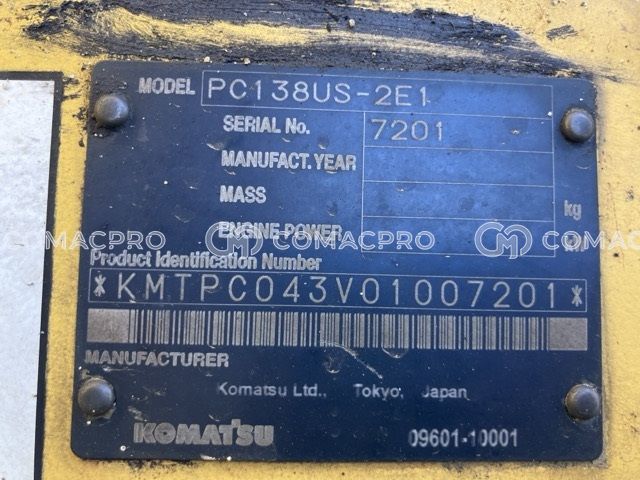 MODEL PC138US-2E1
SERIAL No. 7201
MANUFACT. YEAR
MASS kg
ENGINE POWER kW
COMACPRO COMACPRO COMACPRO
Product Identification Number
*KMTPC043V01007201*
MANUFACTURER
Komatsu Ltd., Tokyo, Japan
KOMATSU 09601-10001